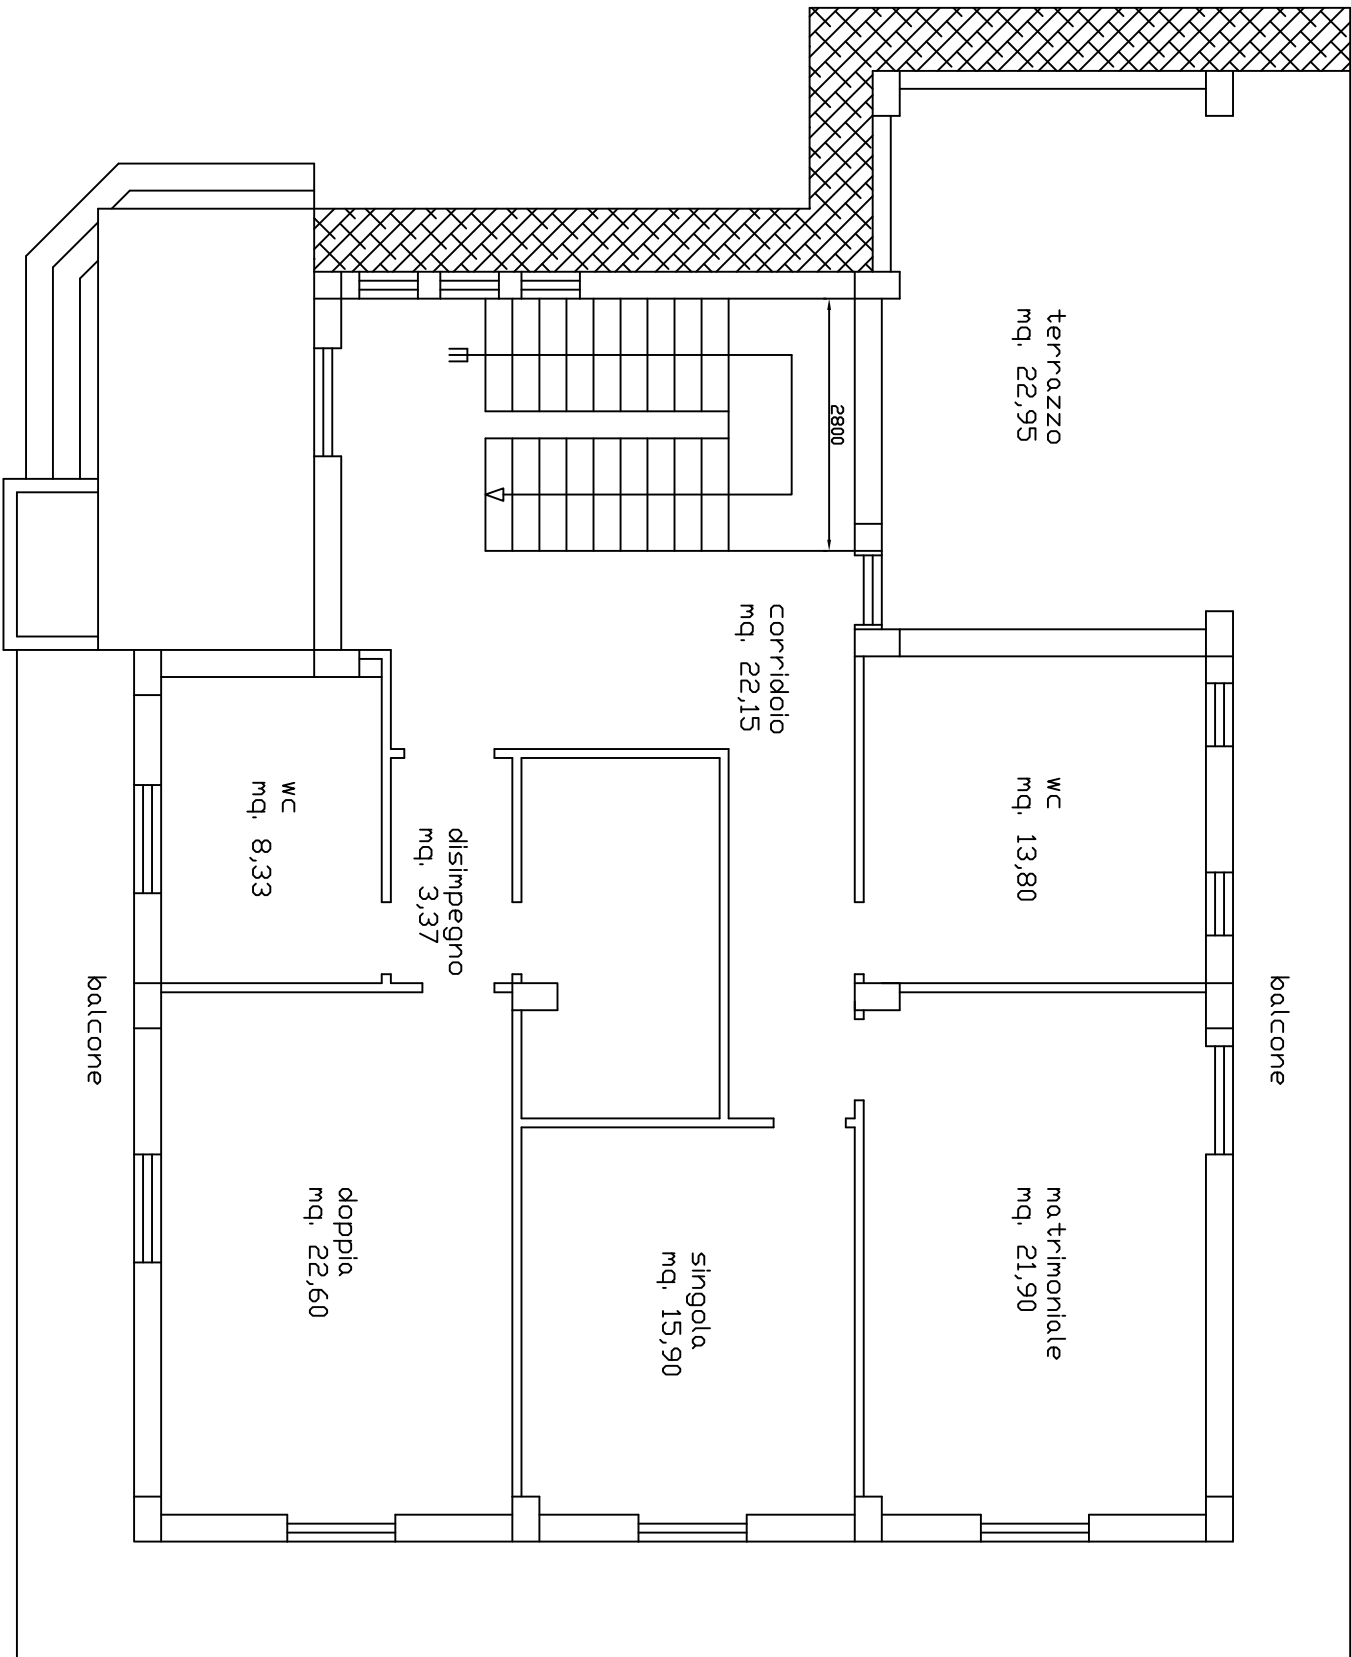 terrazzo
mq. 22,95
2800
corridoio
mq. 22,15
wc
mq. 13,80
wc
mq. 8,33
disimpegno
mq. 3,37
balcone
balcone
matrimoniale
mq. 21,90
singola
mq. 15,90
doppia
mq. 22,60